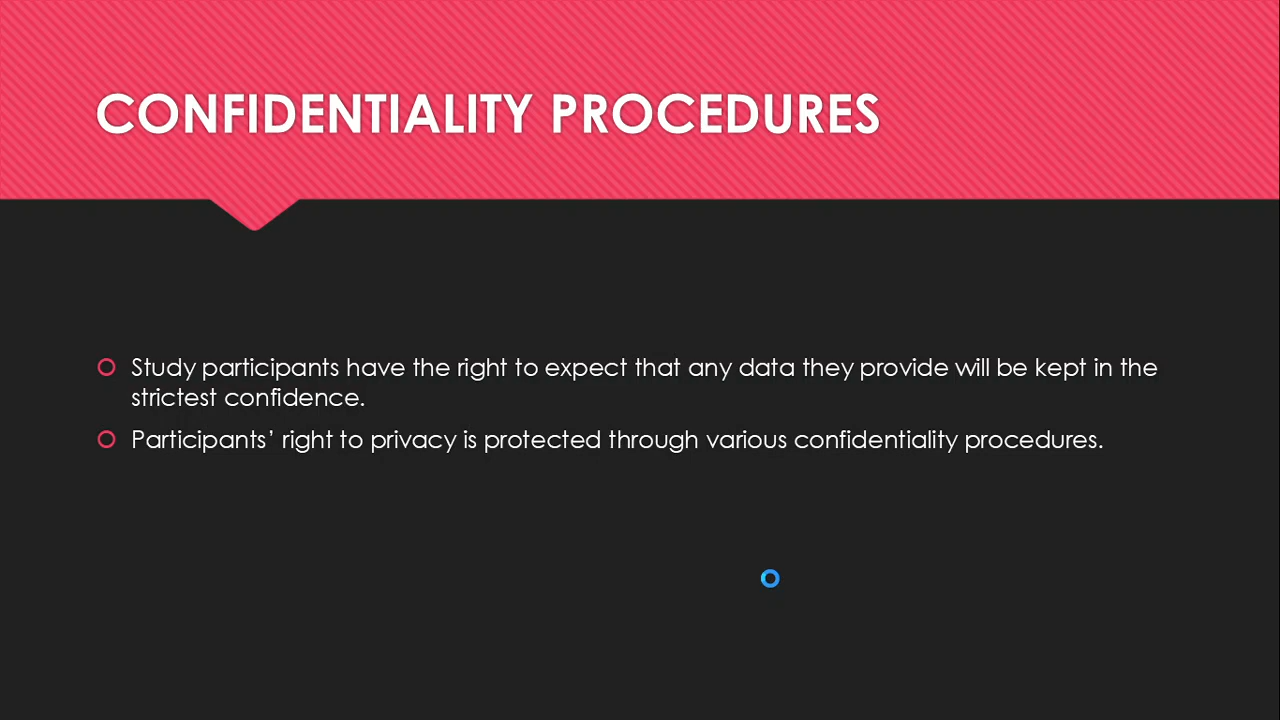 CONFIDENTIALITY PROCEDURES
Study participants have the right to expect that any data they provide will be kept in the
strictest confidence.
Participants’ right to privacy is protected through various confidentiality procedures.